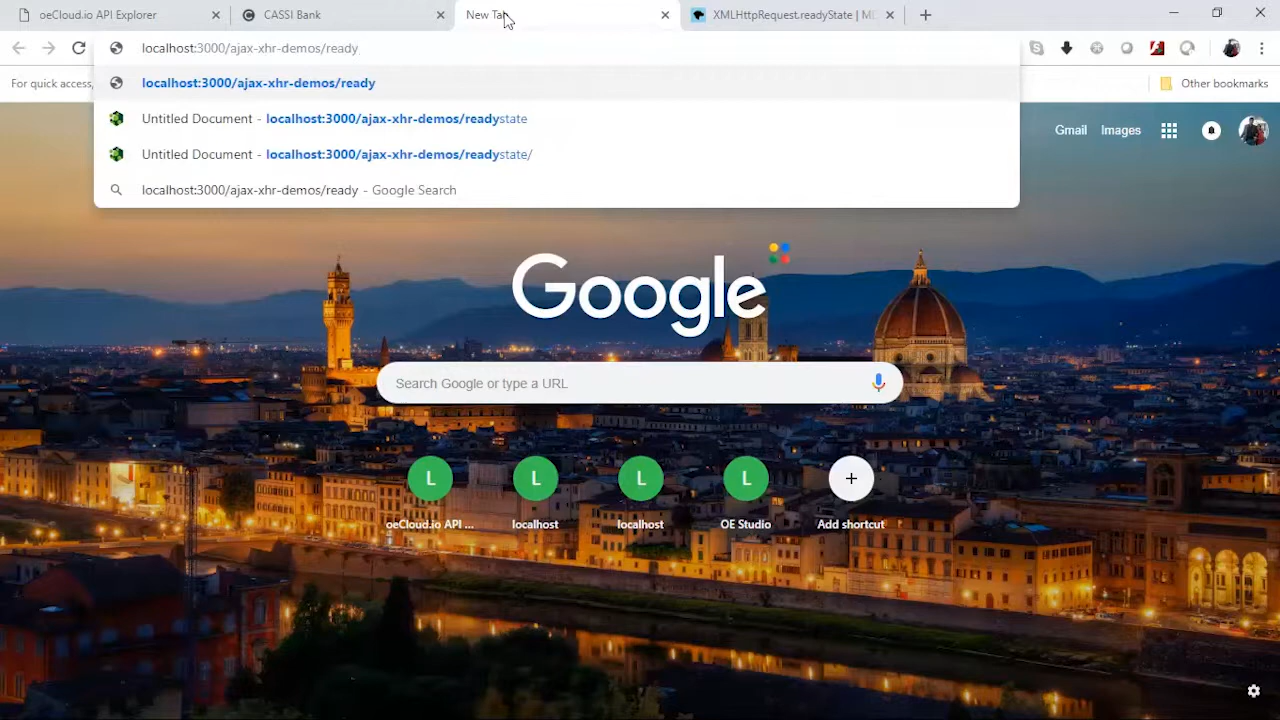 oeCloud.io API Explorer
CASSI Bank
New Tab
XMLHttpRequest.readyState | ME
localhost:3000/ajax-xhr-demos/ready
For quick access,
localhost:3000/ajax-xhr-demos/ready
Other bookmarks
Untitled Document - localhost:3000/ajax-xhr-demos/readystate
Untitled Document - localhost:3000/ajax-xhr-demos/readystate/
localhost:3000/ajax-xhr-demos/ready - Google Search
Gmail
Images
Google
Search Google or type a URL
L
L
L
L
oeCloud.io API ...
localhost
localhost
OE Studio
Add shortcut